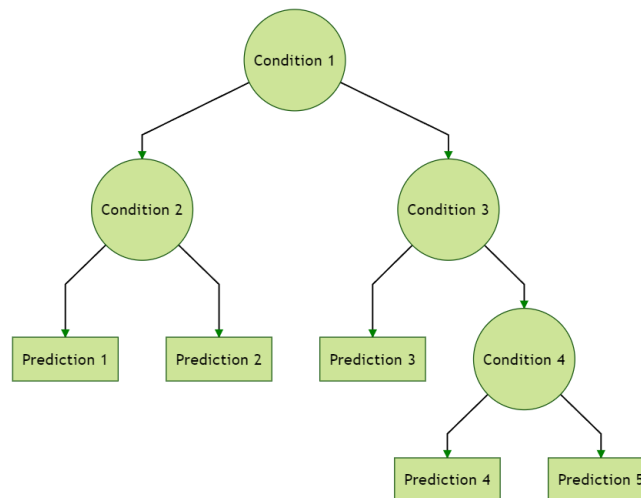 Condition 1
Condition 2
Condition 3
Prediction 1
Prediction 2
Prediction 3
Condition 4
Prediction 4
Prediction 5